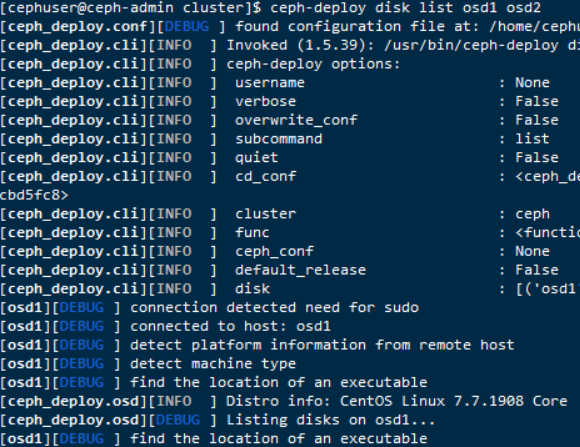 [cephuser@ceph-admin cluster]$ ceph-deploy disk list osd1 osd2
[ceph_deploy.conf][DEBUG ] found configuration file at: /home/cephu
[ceph_deploy.cli][INFO  ] Invoked (1.5.39): /usr/bin/ceph-deploy di
[ceph_deploy.cli][INFO  ] ceph-deploy options:
[ceph_deploy.cli][INFO  ]  username                      : None
[ceph_deploy.cli][INFO  ]  verbose                       : False
[ceph_deploy.cli][INFO  ]  overwrite_conf                : False
[ceph_deploy.cli][INFO  ]  subcommand                    : list
[ceph_deploy.cli][INFO  ]  quiet                         : False
[ceph_deploy.cli][INFO  ]  cd_conf                       : <ceph_de
cbd5fc8>
[ceph_deploy.cli][INFO  ]  cluster                       : ceph
[ceph_deploy.cli][INFO  ]  func                          : <functio
[ceph_deploy.cli][INFO  ]  ceph_conf                     : None
[ceph_deploy.cli][INFO  ]  default_release               : False
[ceph_deploy.cli][INFO  ]  disk                          : [('osd1'
[osd1][DEBUG ] connection detected need for sudo
[osd1][DEBUG ] connected to host: osd1
[osd1][DEBUG ] detect platform information from remote host
[osd1][DEBUG ] detect machine type
[osd1][DEBUG ] find the location of an executable
[ceph_deploy.osd][INFO  ] Distro info: CentOS Linux 7.7.1908 Core
[ceph_deploy.osd][DEBUG ] Listing disks on osd1...
[osd1][DEBUG ] find the location of an executable